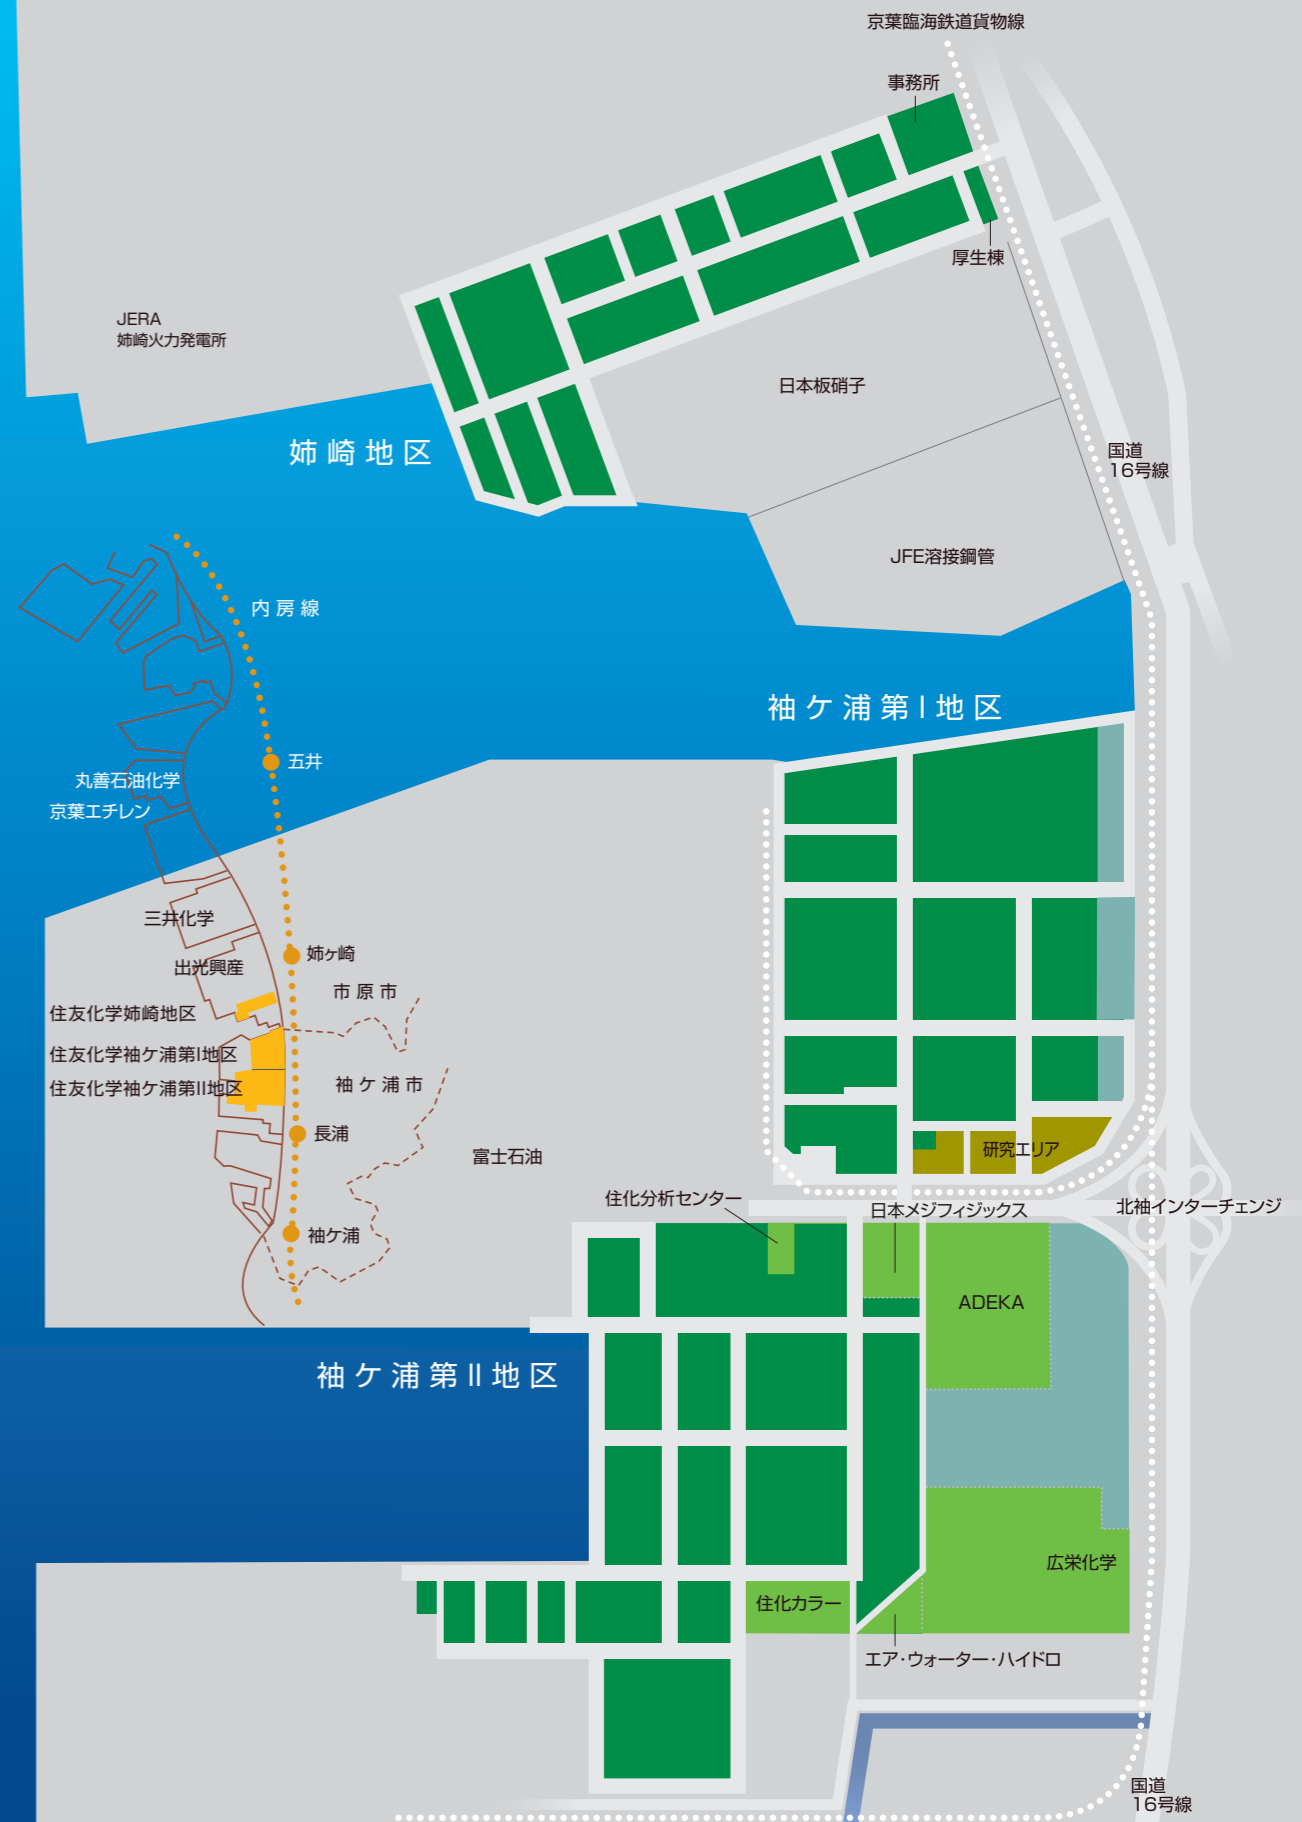 京葉臨海鉄道貨物線
事務所
厚生棟
JERA
姉崎火力発電所
日本板硝子
姉崎地区
国道
16号線
JFE溶接鋼管
内房線
袖ケ浦第Ⅰ地区
五井
丸善石油化学
京葉エチレン
三井化学
姉ヶ崎
出光興産
市原市
住友化学姉崎地区
住友化学袖ケ浦第Ⅰ地区
住友化学袖ケ浦第Ⅱ地区
袖ケ浦市
長浦
富士石油
研究エリア
住化分析センター
日本メジフィジックス
北袖インターチェンジ
袖ケ浦
ADEKA
袖ケ浦第Ⅱ地区
広栄化学
住化カラー
エア・ウォーター・ハイドロ
国道
16号線